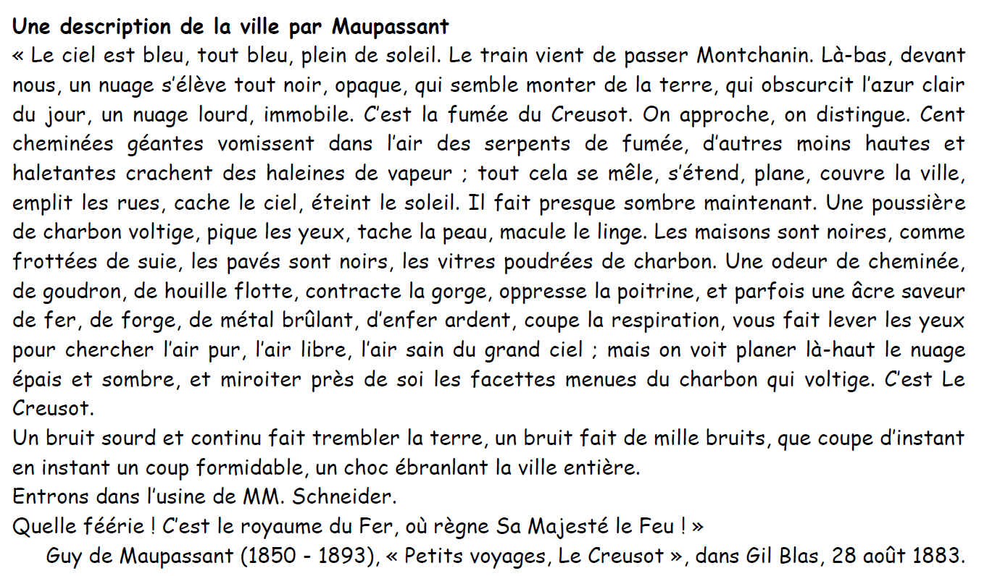 Une description de la ville par Maupassant
« Le ciel est bleu, tout bleu, plein de soleil. Le train vient de passer Montchanin. Là-bas, devant
nous, un nuage s’élève tout noir, opaque, qui semble monter de la terre, qui obscurcit l’azur clair
du jour, un nuage lourd, immobile. C’est la fumée du Creusot. On approche, on distingue. Cent
cheminées géantes vomissent dans l’air des serpents de fumée, d’autres moins hautes et
haletantes crachent des haleines de vapeur ; tout cela se mêle, s’étend, plane, couvre la ville,
emplit les rues, cache le ciel, éteint le soleil. Il fait presque sombre maintenant. Une poussière
de charbon voltige, pique les yeux, tache la peau, macule le linge. Les maisons sont noires, comme
frottées de suie, les pavés sont noirs, les vitres poudrées de charbon. Une odeur de cheminée,
de goudron, de houille flotte, contracte la gorge, oppresse la poitrine, et parfois une âcre saveur
de fer, de forge, de métal brûlant, d’enfer ardent, coupe la respiration, vous fait lever les yeux
pour chercher l’air pur, l’air libre, l’air sain du grand ciel ; mais on voit planer là-haut le nuage
épais et sombre, et miroiter près de soi les facettes menues du charbon qui voltige. C’est Le
Creusot.
Un bruit sourd et continu fait trembler la terre, un bruit fait de mille bruits, que coupe d’instant
en instant un coup formidable, un choc ébranlant la ville entière.
Entrons dans l’usine de MM. Schneider.
Quelle féérie ! C’est le royaume du Fer, où règne Sa Majesté le Feu ! »
Guy de Maupassant (1850 - 1893), « Petits voyages, Le Creusot », dans Gil Blas, 28 août 1883.